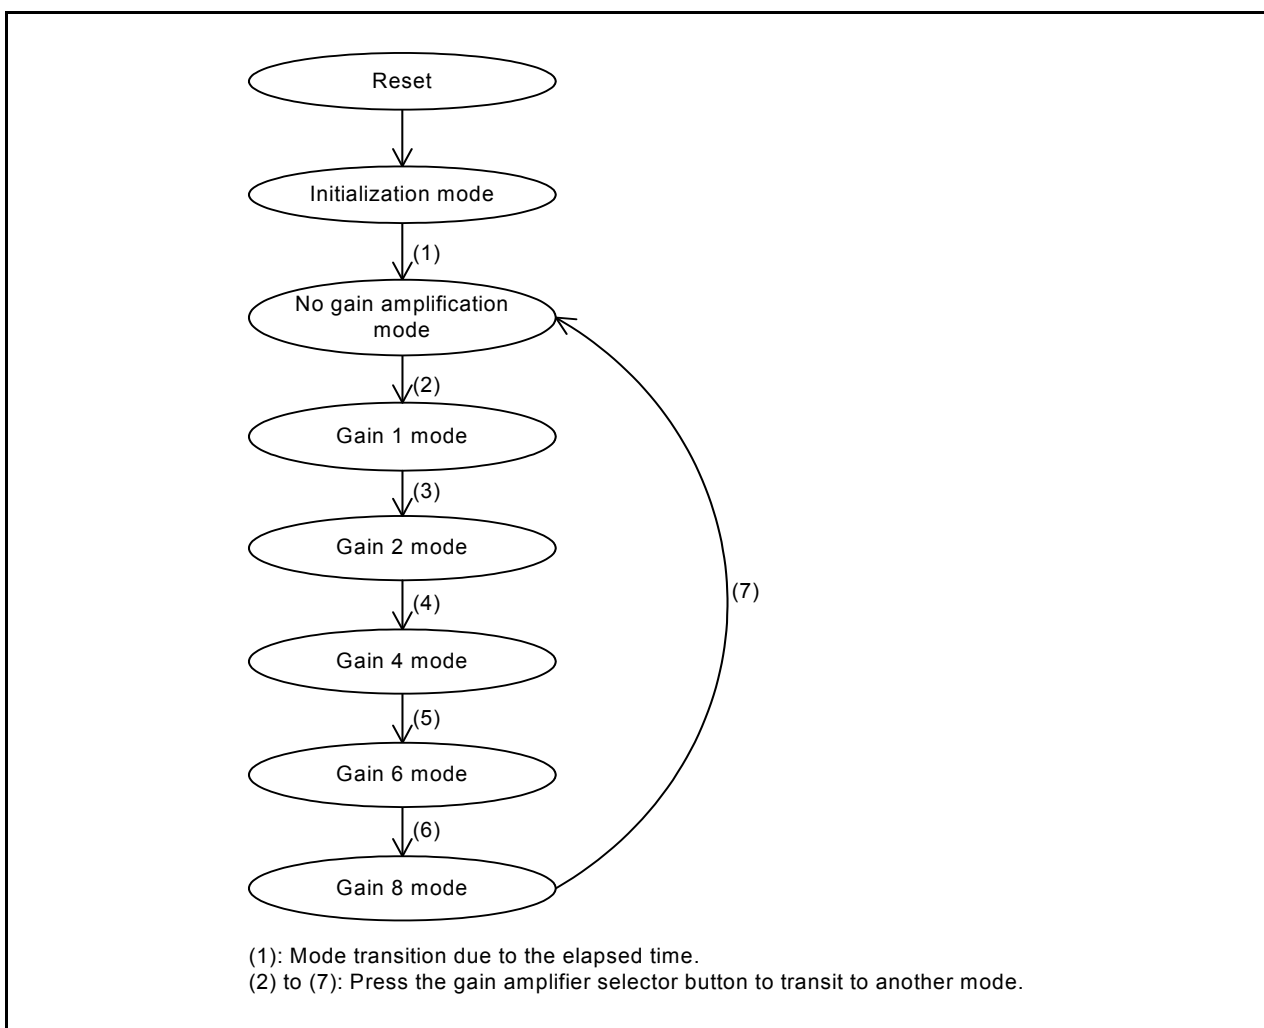 Reset
Initialization mode
(1)
No gain amplification
mode
(2)
Gain 1 mode
(3)
Gain 2 mode
(4)
Gain 4 mode
(5)
Gain 6 mode
(6)
Gain 8 mode
(7)
(1): Mode transition due to the elapsed time.
(2) to (7): Press the gain amplifier selector button to transit to another mode.